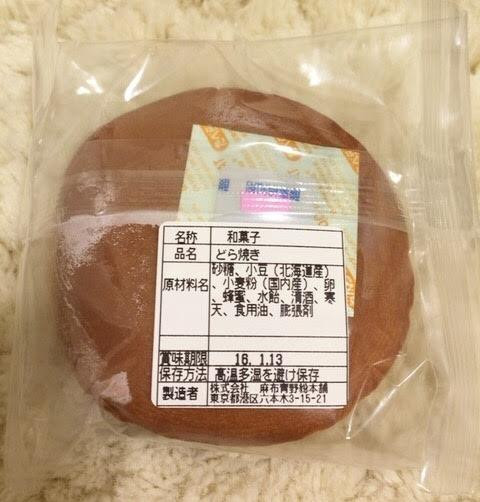 名称 和菓子
品名 どら焼き
原材料名 砂糖、小豆（北海道産）
、小麦粉（国内産）、卵
、蜂蜜、水飴、清酒、寒
天、食用油、膨張剤
賞味期限 16. 1.13
保存方法 高温多湿を避け保存
製造者 株式会社 麻布青野総本舗
東京都港区六本木3-15-21